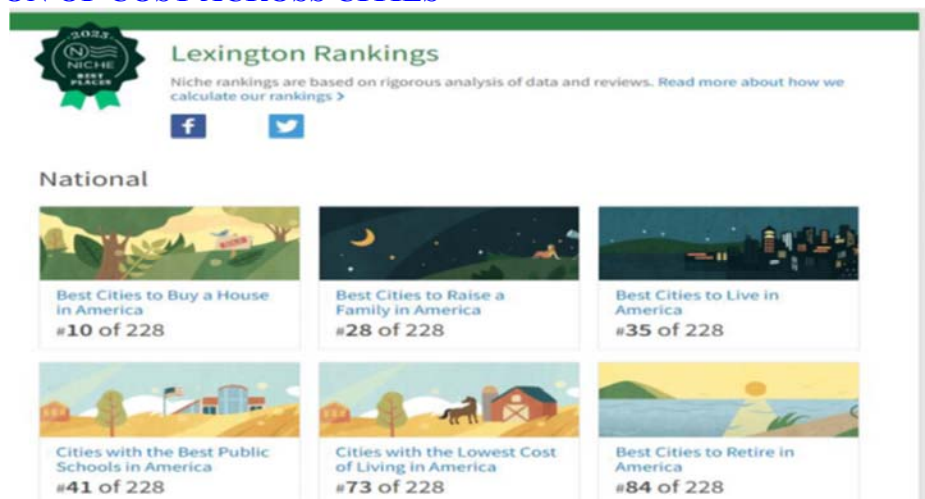 2023
NICHE
BEST
PLACES
Lexington Rankings
Niche rankings are based on rigorous analysis of data and reviews. Read more about how we
calculate our rankings >
National
Best Cities to Buy a House
in America
#10 of 228
Best Cities to Raise a
Family in America
#28 of 228
Best Cities to Live in
America
#35 of 228
Cities with the Best Public
Schools in America
#41 of 228
Cities with the Lowest Cost
of Living in America
#73 of 228
Best Cities to Retire in
America
#84 of 228